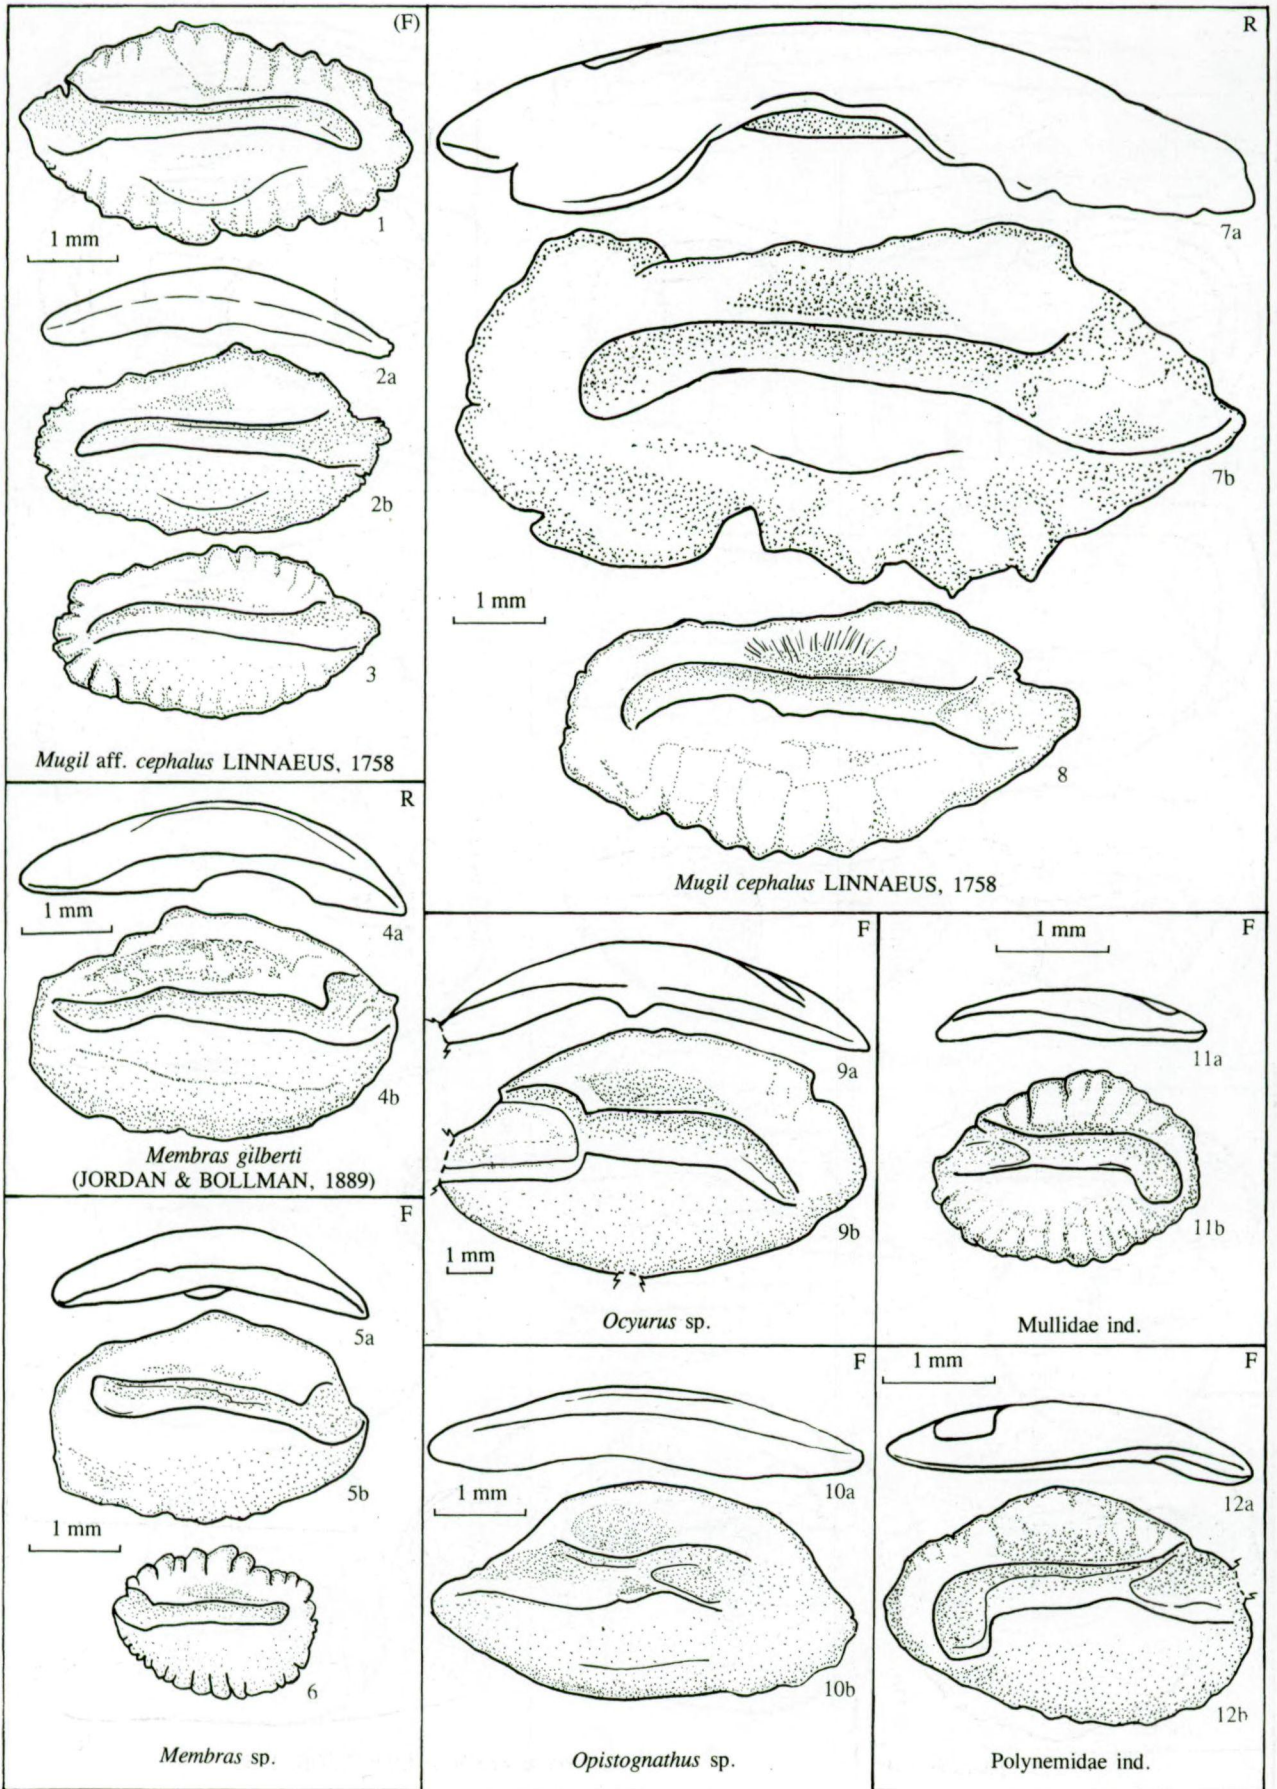 (F)
1
1 mm
2a
2b
3
Mugil aff. cephalus LINNAEUS, 1758
R
7a
7b
1 mm
8
Mugil cephalus LINNAEUS, 1758
R
1 mm
4a
4b
Membras gilberti
(JORDAN & BOLLMAN, 1889)
F
5a
5b
1 mm
6
Membras sp.
F
9a
9b
1 mm
Ocyurus sp.
1 mm
F
11a
11b
Mullidae ind.
F
1 mm
10a
10b
Opistognathus sp.
1 mm
F
12a
12b
Polynemidae ind.